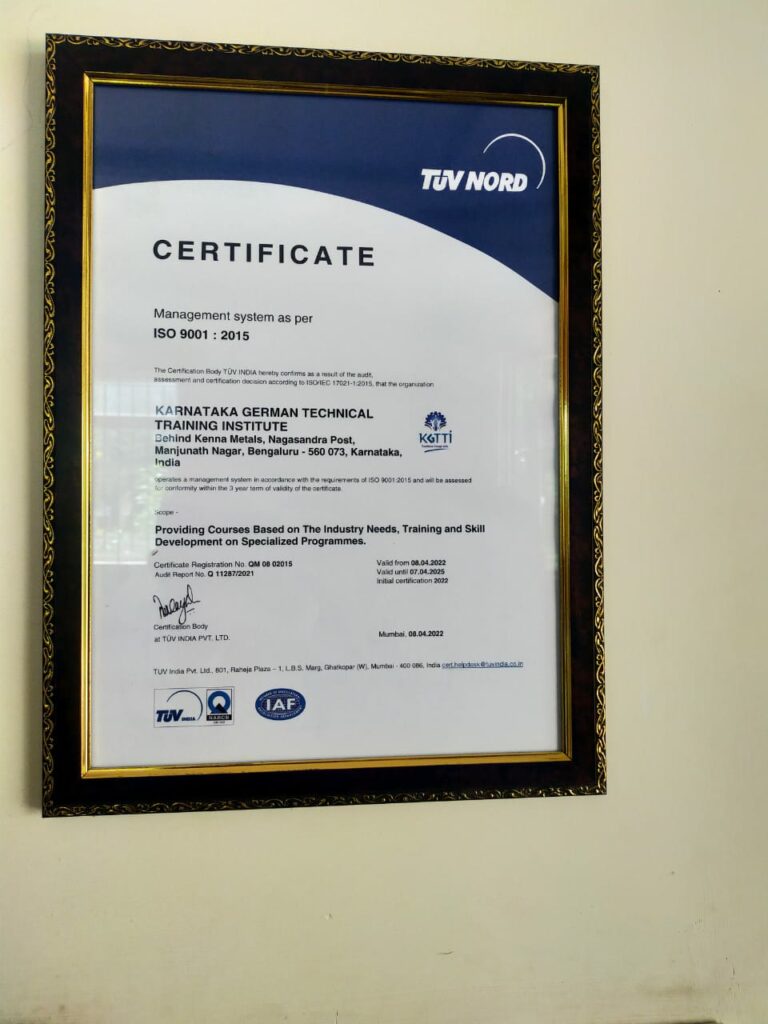 TÜV NORD
CERTIFICATE
Management system as per
ISO 9001 : 2015
The Certification Body TÜV INDIA hereby confirms as a result of the audit,
assessment and certification decision according to ISO/IEC 17021-1:2015, that the organization
KARNATAKA GERMAN TECHNICAL
TRAINING INSTITUTE
Behind Kenna Metals, Nagasandra Post,
Manjunath Nagar, Bengaluru - 560 073, Karnataka,
India
KGTTI
operates a management system in accordance with the requirements of ISO 9001:2015 and will be assessed
for conformity within the 3 year term of validity of the certificate.
Scope -
Providing Courses Based on The Industry Needs, Training and Skill
Development on Specialized Programmes.
Certificate Registration No. QM 08 02015
Audit Report No. Q 11287/2021
Valid from 08.04.2022
Valid until 07.04.2025
Initial certification 2022
Certification Body
at TÜV INDIA PVT. LTD.
Mumbai, 08.04.2022
TUV India Pvt. Ltd., 801, Raheja Plaza – 1, L.B.S. Marg, Ghatkopar (W), Mumbai - 400 086, India cert.helpdesk@tuvindia.co.in
TÜV INDIA
NABCB
IAF